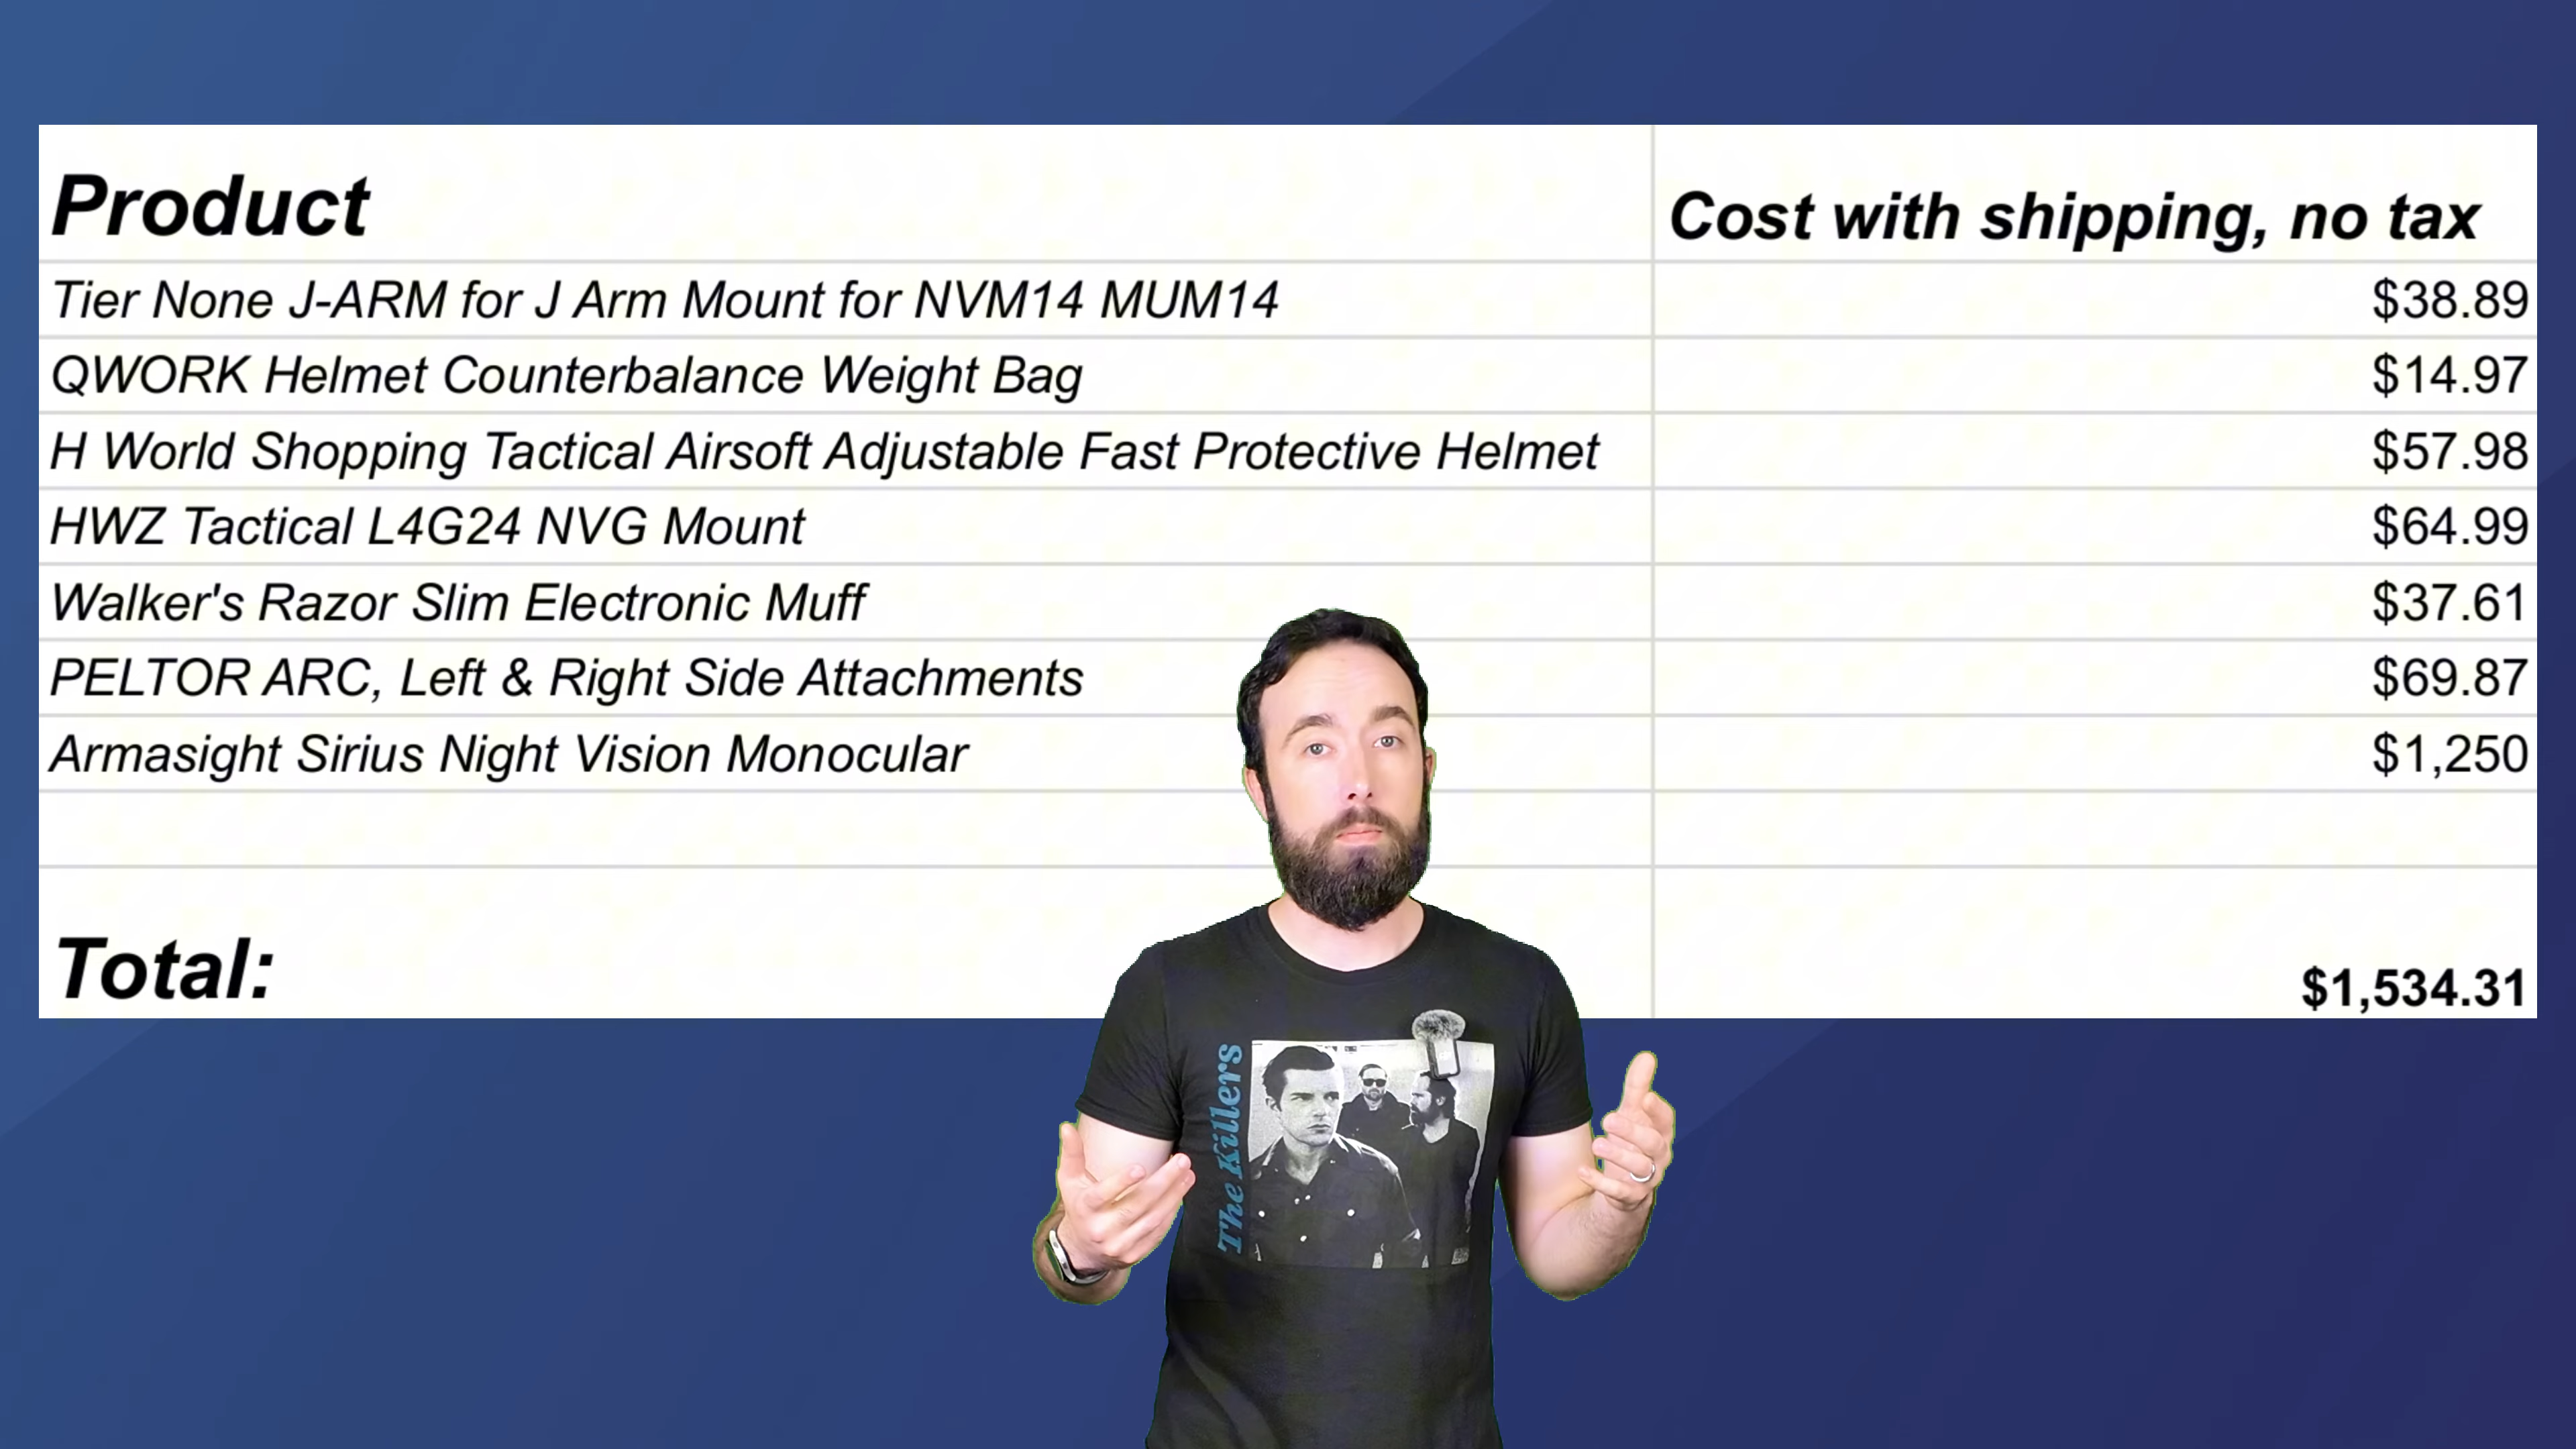 Product Cost with shipping, no tax
Tier None J-ARM for J Arm Mount for NVM14 MUM14 $38.89
QWORK Helmet Counterbalance Weight Bag $14.97
H World Shopping Tactical Airsoft Adjustable Fast Protective Helmet $57.98
HWZ Tactical L4G24 NVG Mount $64.99
Walker's Razor Slim Electronic Muff $37.61
PELTOR ARC, Left & Right Side Attachments $69.87
Armasight Sirius Night Vision Monocular $1,250
Total: $1,534.31
The Killers